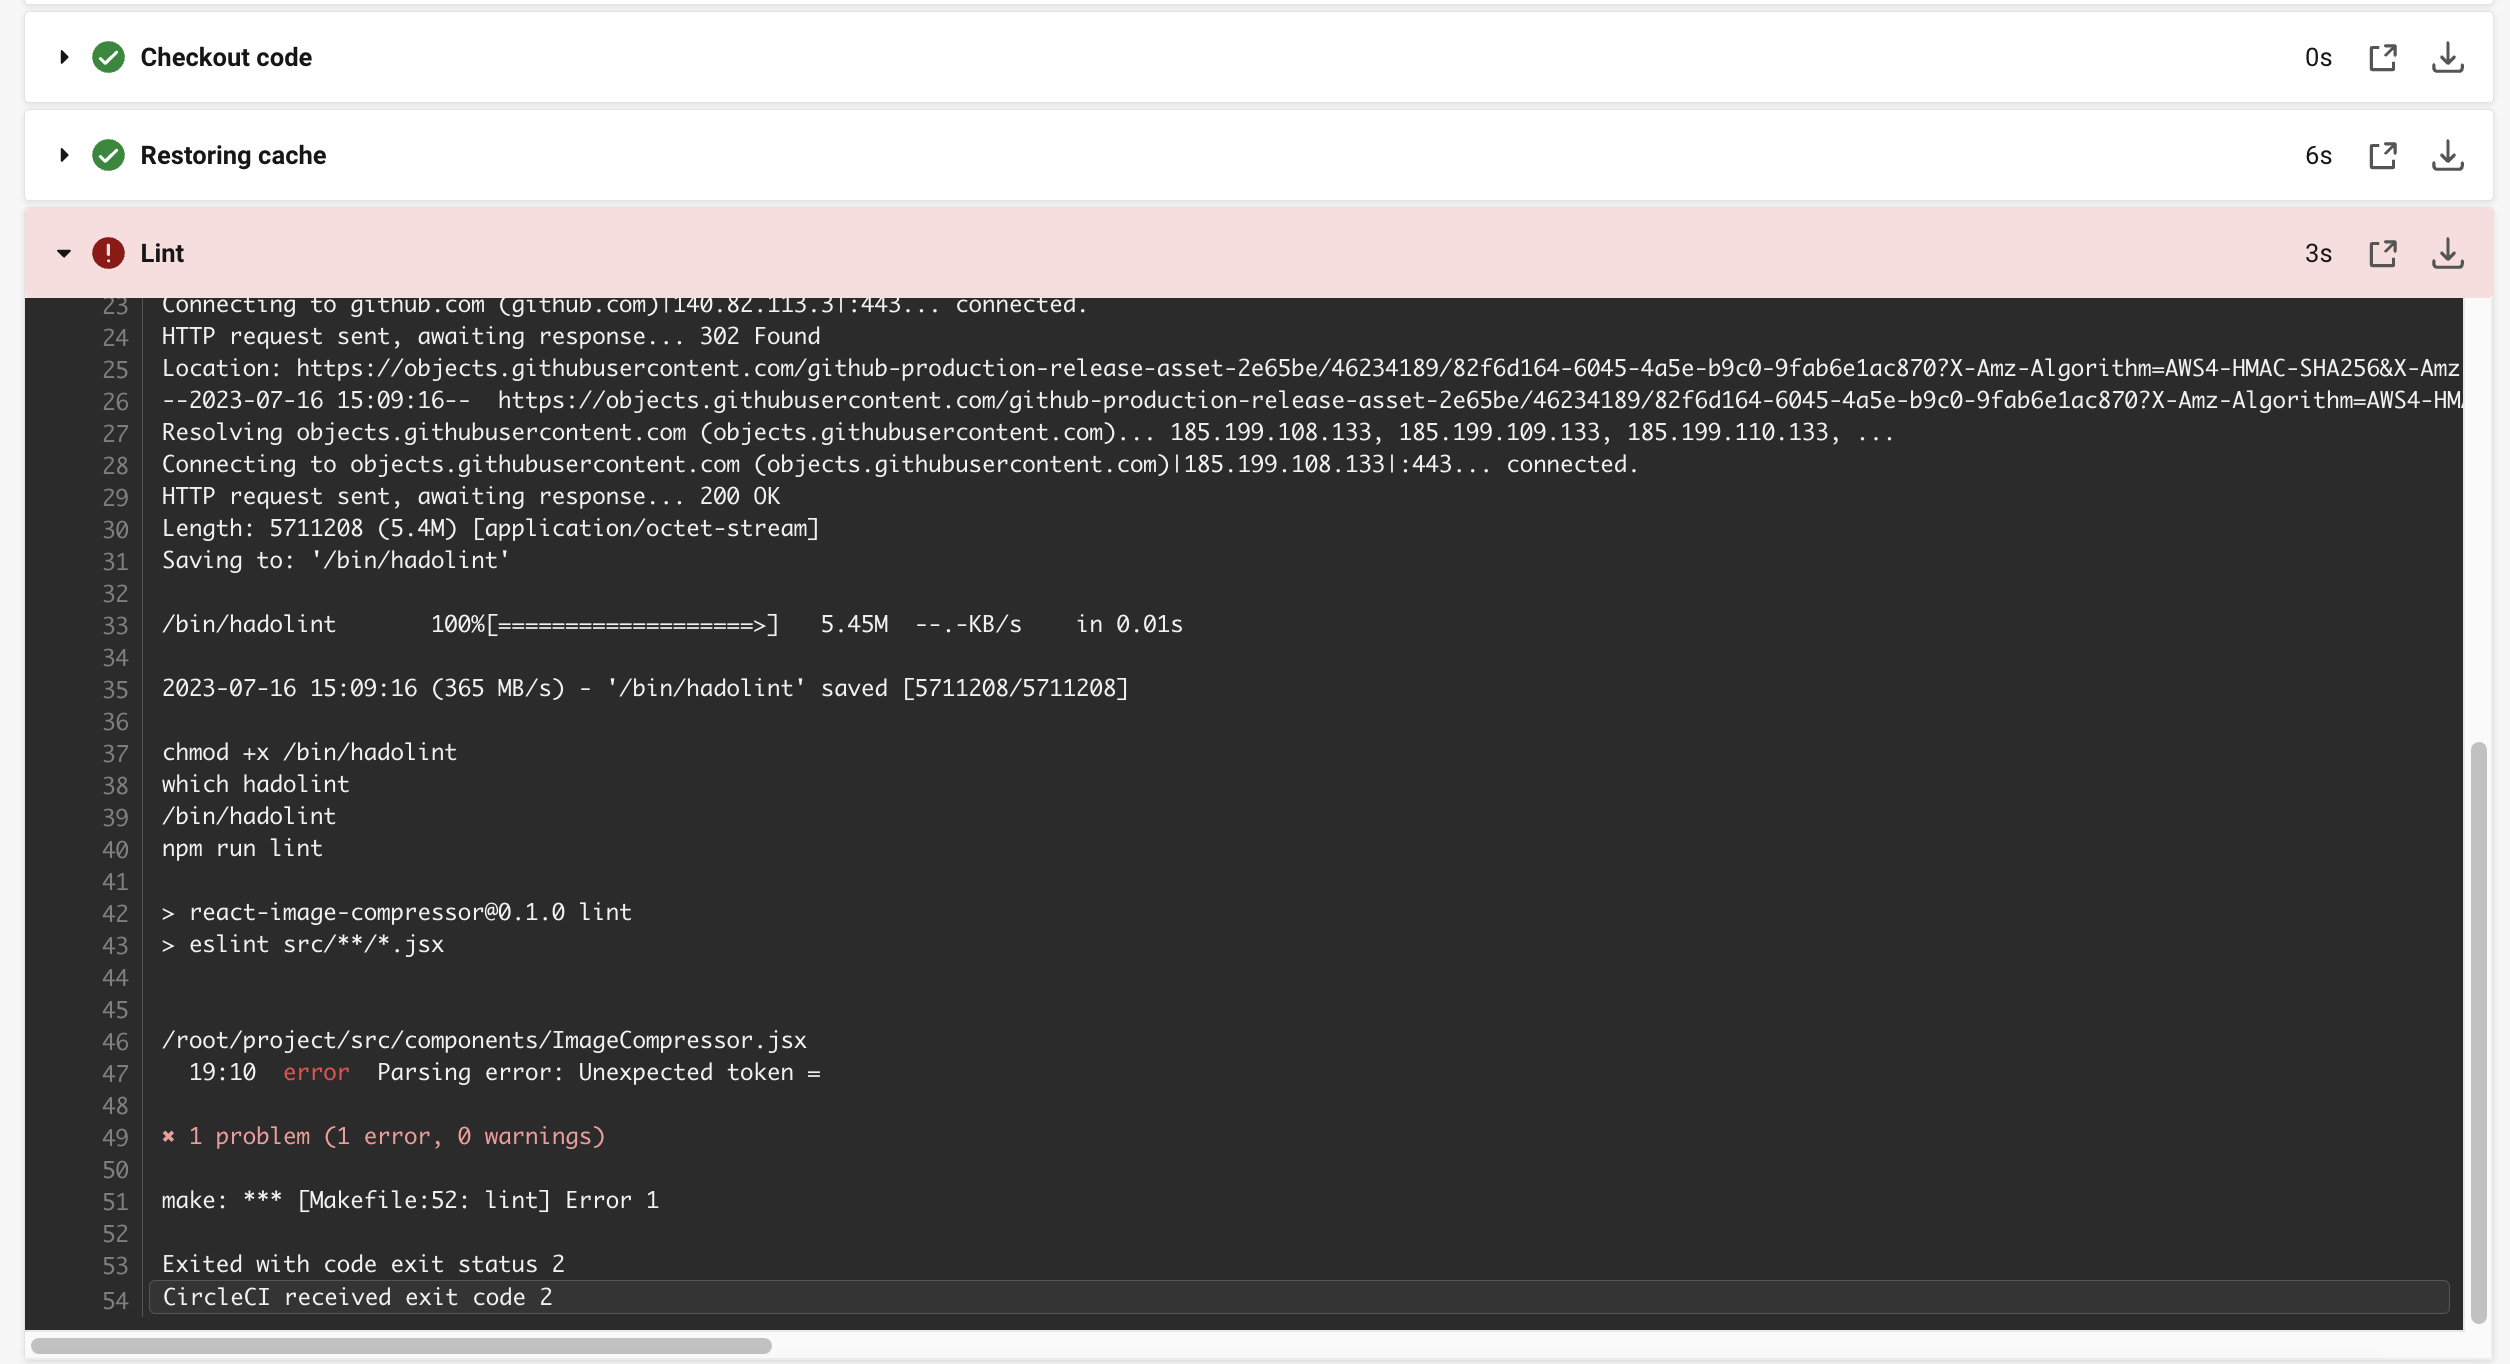 Checkout code 0s
Restoring cache 6s
Lint 3s
23 Connecting to github.com (github.com)|140.82.113.3|:443... connected.
24 HTTP request sent, awaiting response... 302 Found
25 Location: https://objects.githubusercontent.com/github-production-release-asset-2e65be/46234189/82f6d164-6045-4a5e-b9c0-9fab6e1ac870?X-Amz-Algorithm=AWS4-HMAC-SHA256&X-Amz
26 --2023-07-16 15:09:16--  https://objects.githubusercontent.com/github-production-release-asset-2e65be/46234189/82f6d164-6045-4a5e-b9c0-9fab6e1ac870?X-Amz-Algorithm=AWS4-HM
27 Resolving objects.githubusercontent.com (objects.githubusercontent.com)... 185.199.108.133, 185.199.109.133, 185.199.110.133, ...
28 Connecting to objects.githubusercontent.com (objects.githubusercontent.com)|185.199.108.133|:443... connected.
29 HTTP request sent, awaiting response... 200 OK
30 Length: 5711208 (5.4M) [application/octet-stream]
31 Saving to: '/bin/hadolint'
32
33 /bin/hadolint       100%[===================>]   5.45M  --.-KB/s    in 0.01s
34
35 2023-07-16 15:09:16 (365 MB/s) - '/bin/hadolint' saved [5711208/5711208]
36
37 chmod +x /bin/hadolint
38 which hadolint
39 /bin/hadolint
40 npm run lint
41
42 > react-image-compressor@0.1.0 lint
43 > eslint src/**/*.jsx
44
45
46 /root/project/src/components/ImageCompressor.jsx
47   19:10  error  Parsing error: Unexpected token =
48
49 ✖ 1 problem (1 error, 0 warnings)
50
51 make: *** [Makefile:52: lint] Error 1
52
53 Exited with code exit status 2
54 CircleCI received exit code 2